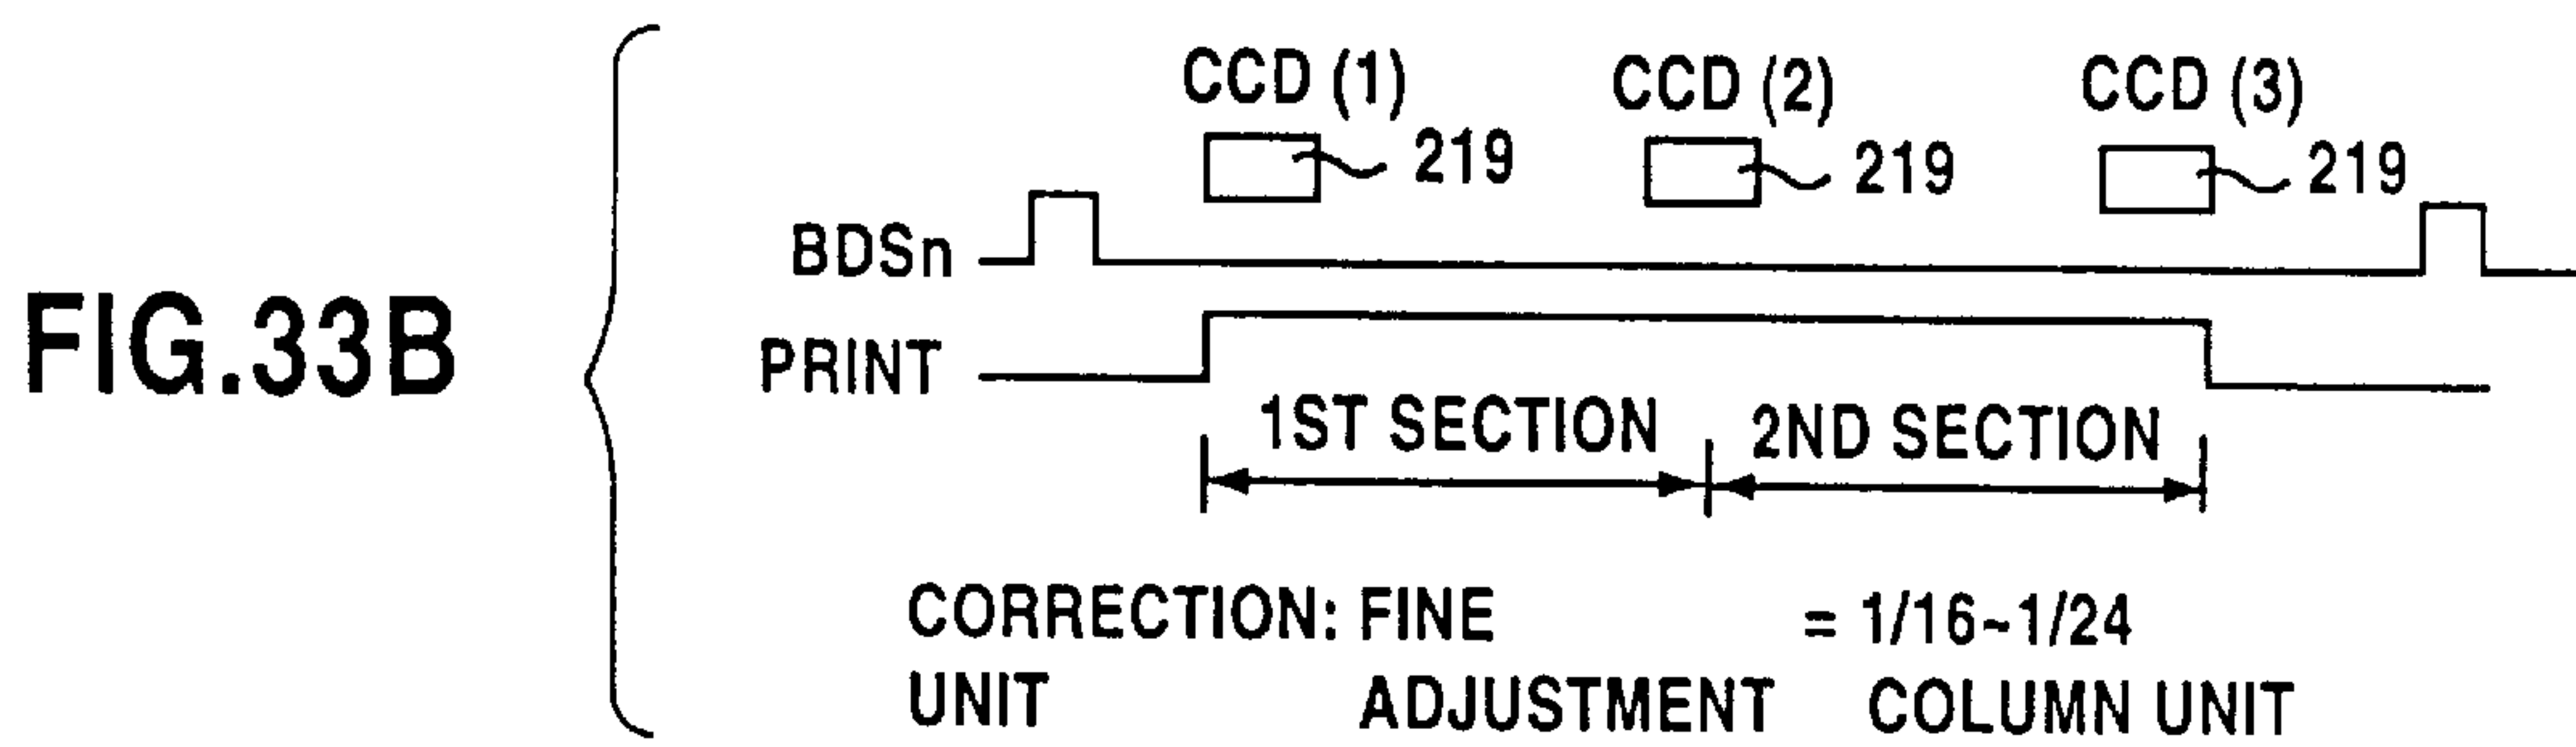 FIG.33B
CCD (1) CCD (2) CCD (3)
219 219 219
BDSn
PRINT
1ST SECTION 2ND SECTION
CORRECTION: FINE = 1/16~1/24
UNIT ADJUSTMENT COLUMN UNIT